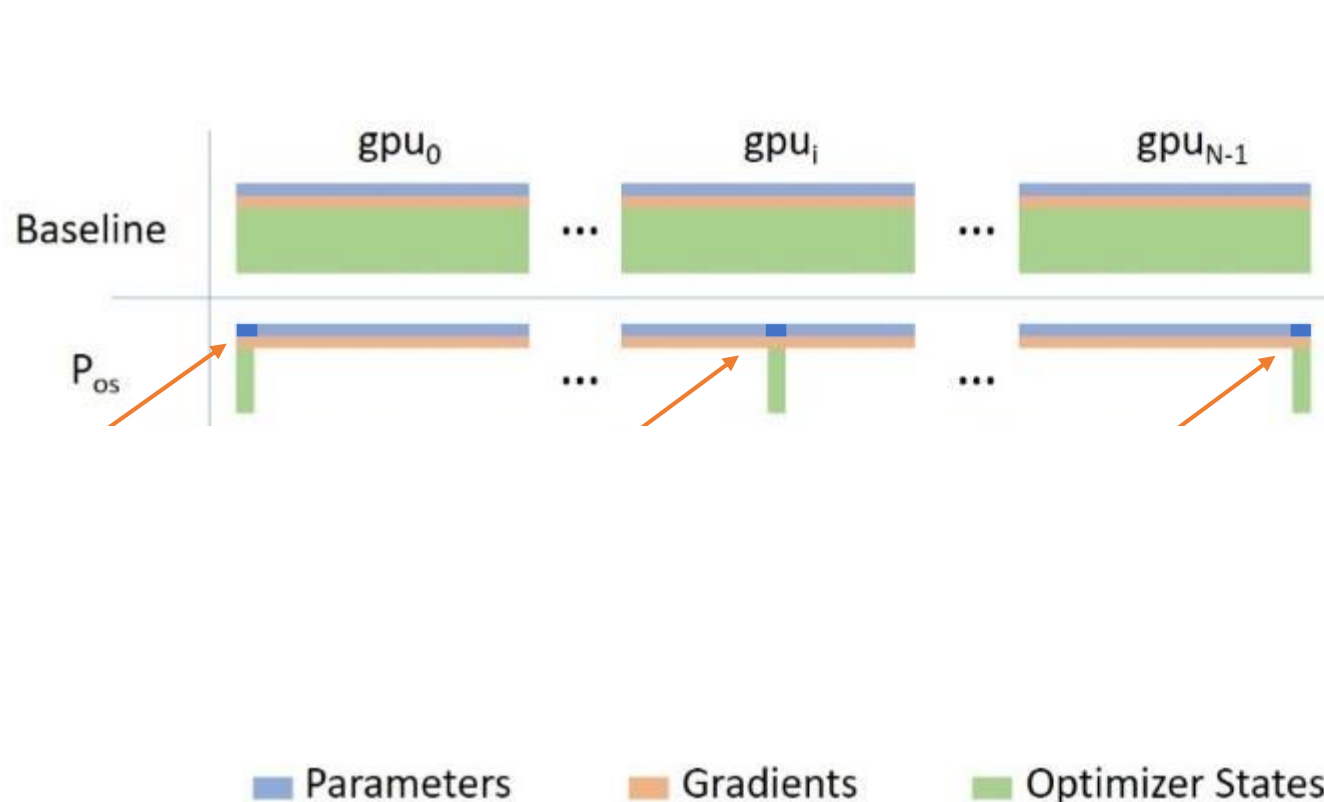 gpu0 gpui gpuN-1
Baseline ... ...
Pos ... ...
Parameters Gradients Optimizer States